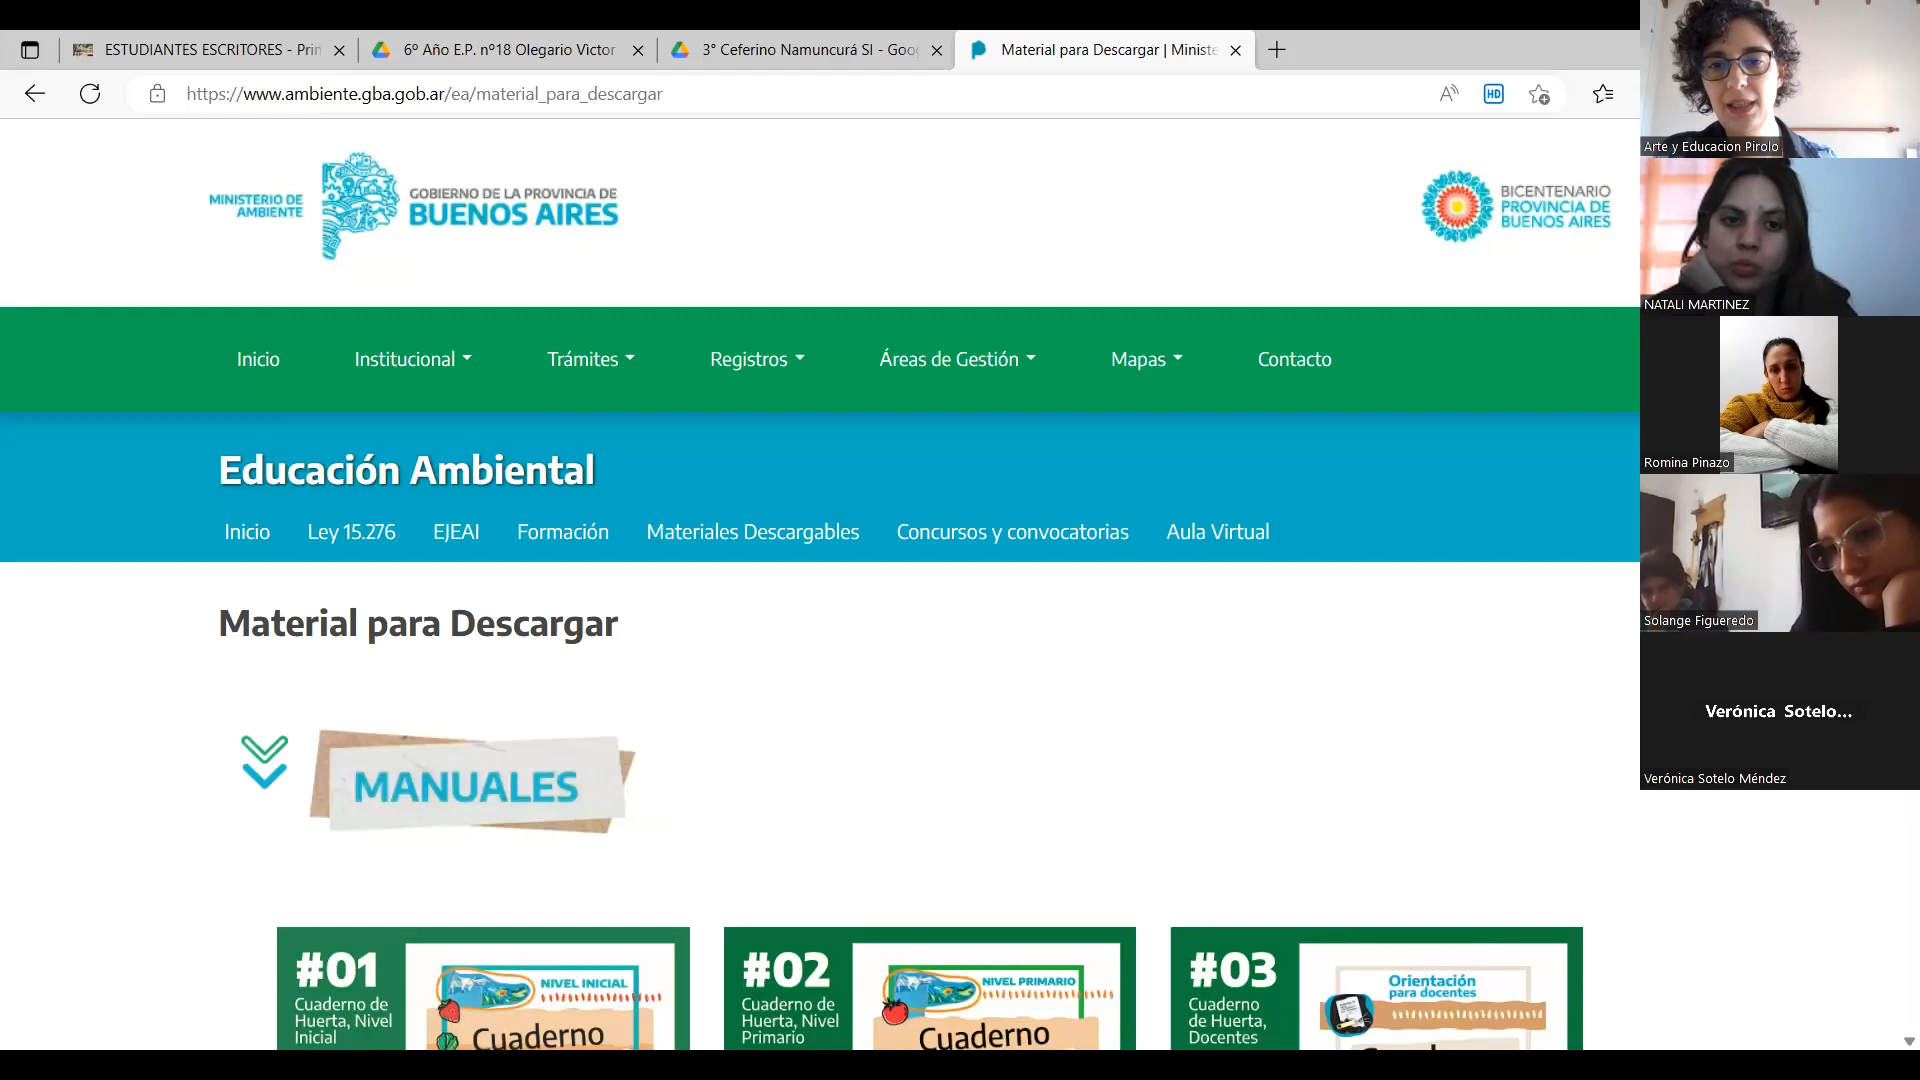 ESTUDIANTES ESCRITORES - Prin
6º Año E.P. nº18 Olegario Victor
3° Ceferino Namuncurá SI - Goog
Material para Descargar | Ministe
https://www.ambiente.gba.gob.ar/ea/material_para_descargar
HD
MINISTERIO DE
AMBIENTE
GOBIERNO DE LA PROVINCIA DE
BUENOS AIRES
BICENTENARIO
PROVINCIA DE
BUENOS AIRES
Inicio
Institucional
Trámites
Registros
Áreas de Gestión
Mapas
Contacto
Educación Ambiental
Inicio
Ley 15.276
EJEAI
Formación
Materiales Descargables
Concursos y convocatorias
Aula Virtual
Material para Descargar
MANUALES
#01
Cuaderno de
Huerta, Nivel
Inicial
NIVEL INICIAL
Cuaderno
#02
Cuaderno de
Huerta, Nivel
Primario
NIVEL PRIMARIO
Cuaderno
#03
Cuaderno
de Huerta,
Docentes
Orientación
para docentes
Arte y Educacion Pirolo
NATALI MARTINEZ
Romina Pinazo
Solange Figueredo
Verónica Sotelo...
Verónica Sotelo Méndez